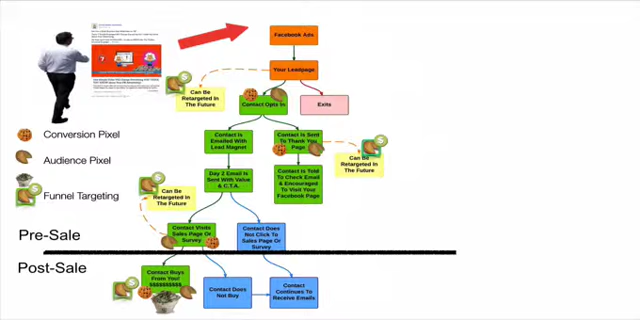 Facebook Ads
Your Leadpage
Can Be
Retargeted In
The Future
Contact Opts In
Exits
Conversion Pixel
Audience Pixel
Funnel Targeting
Contact Is
Emailed With
Lead Magnet
Contact Is Sent
To Thank You
Page
Can Be
Retargeted In
The Future
Day 2 Email Is
Sent With Value
& C.T.A.
Contact Is Told
To Check Email &
Encouraged To
Visit Your
Facebook Page
Can Be
Retargeted In
The Future
Contact Visits
Sales Page Or
Survey
Contact Does
Not Click To
Sales Page Or
Survey
Pre-Sale
Post-Sale
Contact Buys
From You!
Contact Does
Not Buy
Contact
Continues To
Receive Emails